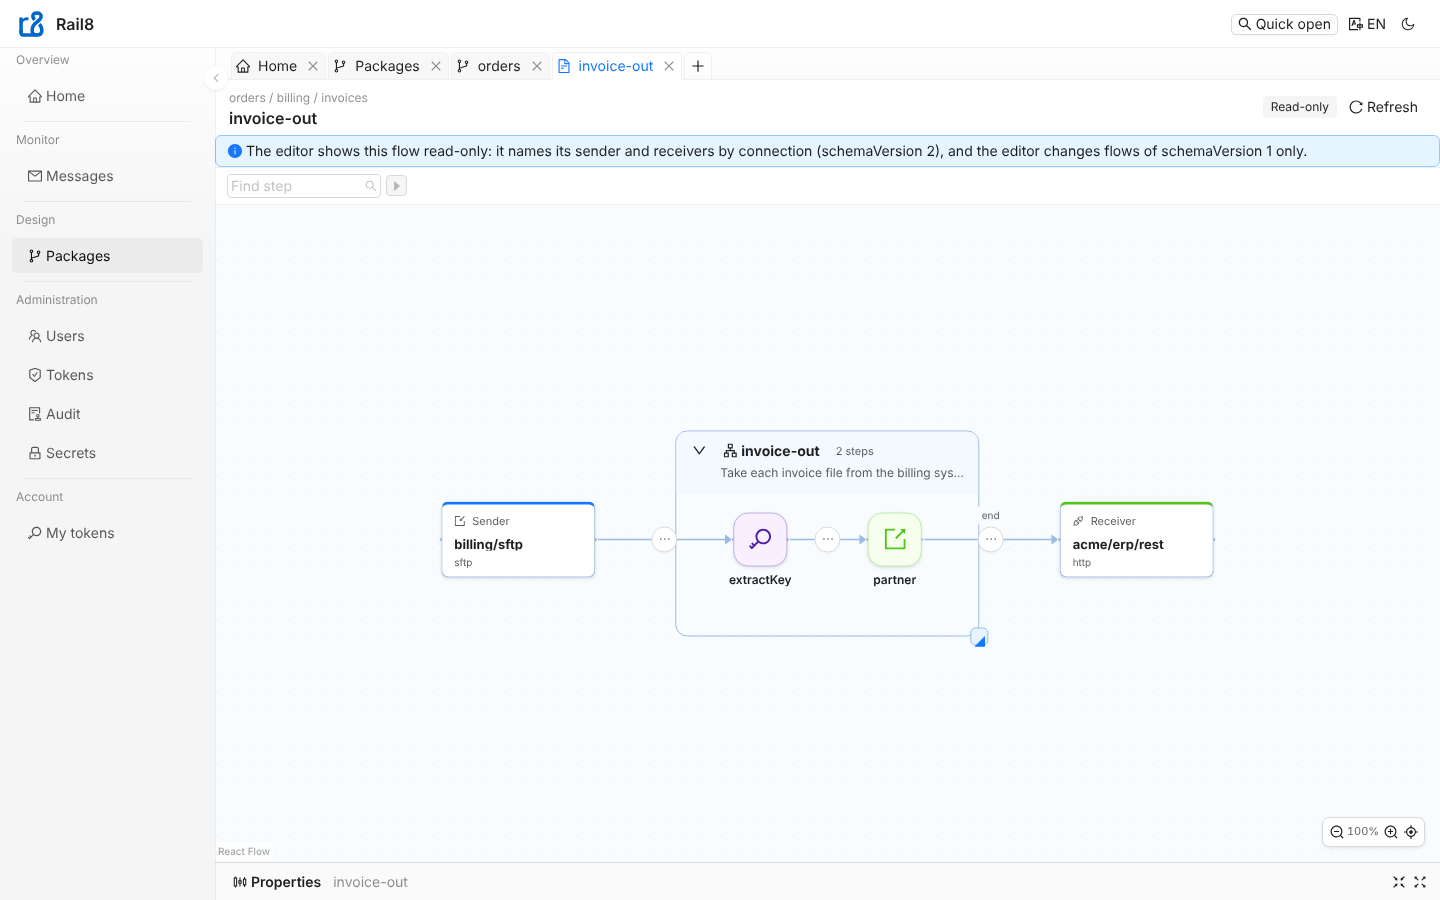 Rail8
Quick open
EN
Overview
Home
Monitor
Messages
Design
Packages
Administration
Users
Tokens
Audit
Secrets
Account
My tokens
Home
Packages
orders
invoice-out
orders / billing / invoices
invoice-out
Read-only
Refresh
The editor shows this flow read-only: it names its sender and receivers by connection (schemaVersion 2), and the editor changes flows of schemaVersion 1 only.
Find step
invoice-out 2 steps
Take each invoice file from the billing sys...
Sender
billing/sftp
sftp
extractKey
partner
end
Receiver
acme/erp/rest
http
100%
React Flow
Properties invoice-out